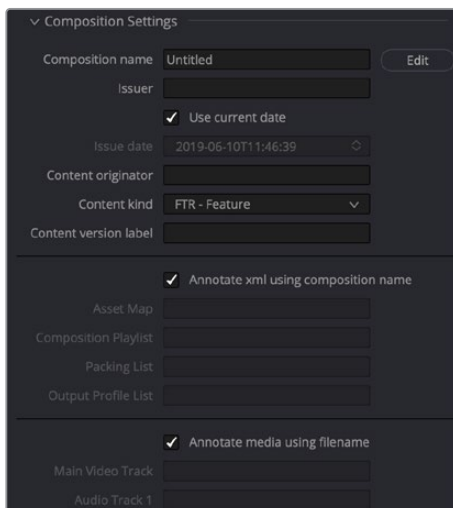 Composition Settings
Composition name Untitled Edit
Issuer
Use current date
Issue date 2019-06-10T11:46:39
Content originator
Content kind FTR - Feature
Content version label
Annotate xml using composition name
Asset Map
Composition Playlist
Packing List
Output Profile List
Annotate media using filename
Main Video Track
Audio Track 1